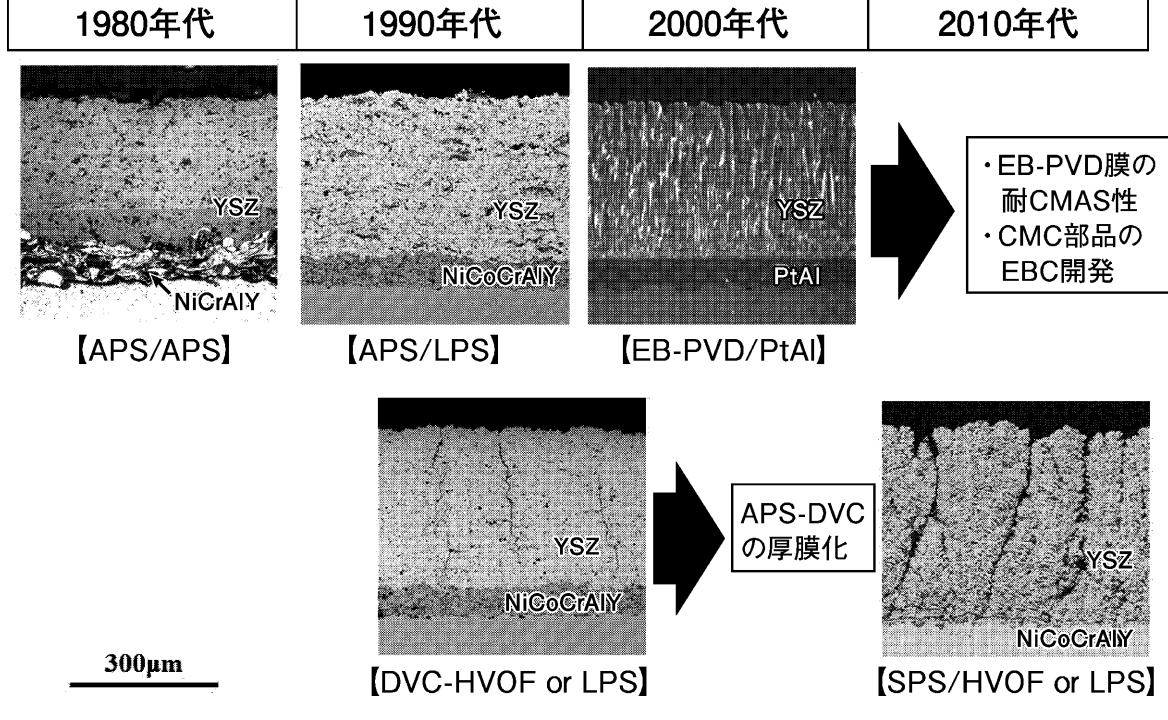 1980年代
1990年代
2000年代
2010年代
YSZ
NiCrAlY
【APS/APS】
YSZ
NiCoCrAlY
【APS/LPS】
YSZ
PtAl
【EB-PVD/PtAl】
・EB-PVD膜の
耐CMAS性
・CMC部品の
EBC開発
YSZ
NiCoCrAlY
【DVC-HVOF or LPS】
APS-DVC
の厚膜化
YSZ
NiCoCrAlY
【SPS/HVOF or LPS】
300μm